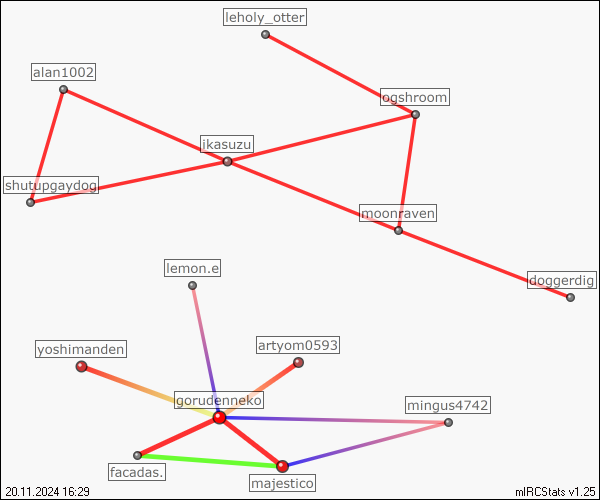 leholy_otter
alan1002
ogshroom
ikasuzu
shutupgaydog
moonraven
lemon.e
doggerdig
yoshimanden
artyom0593
gorudenneko
mingus4742
facadas.
majestico
20.11.2024 16:29
mIRCStats v1.25